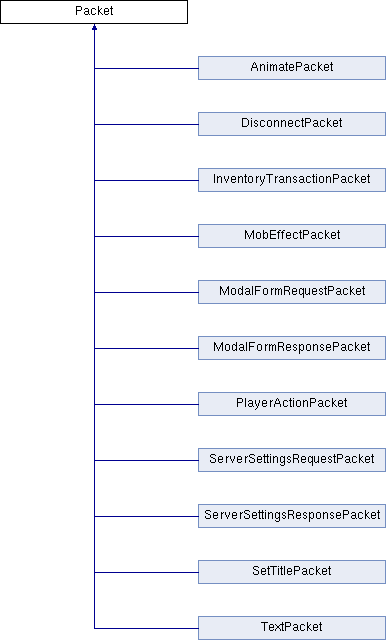 Packet
AnimatePacket
DisconnectPacket
InventoryTransactionPacket
MobEffectPacket
ModalFormRequestPacket
ModalFormResponsePacket
PlayerActionPacket
ServerSettingsRequestPacket
ServerSettingsResponsePacket
SetTitlePacket
TextPacket